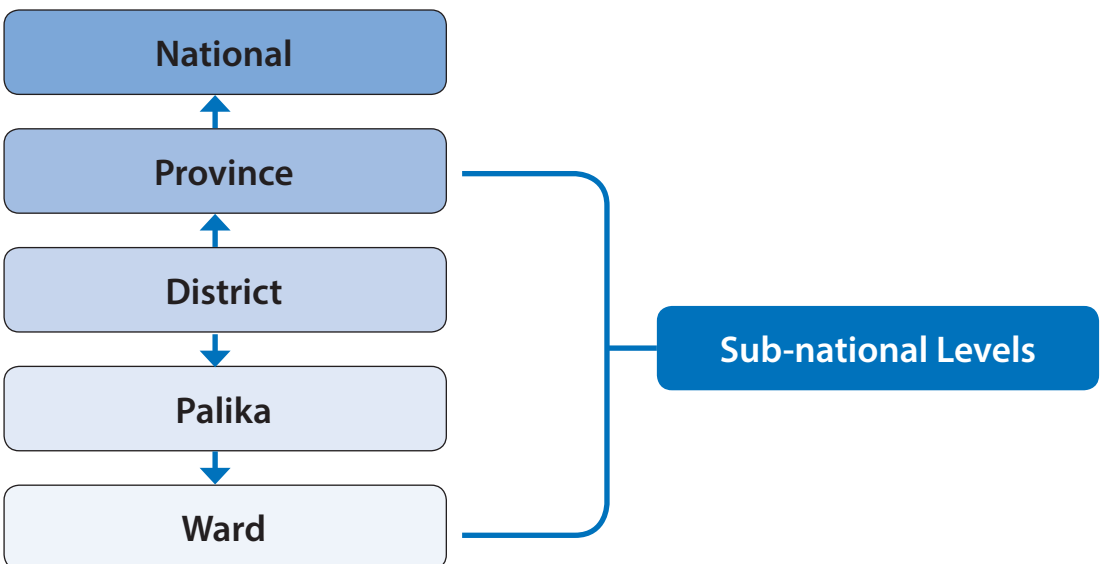 National
Province
District
Sub-national Levels
Palika
Ward